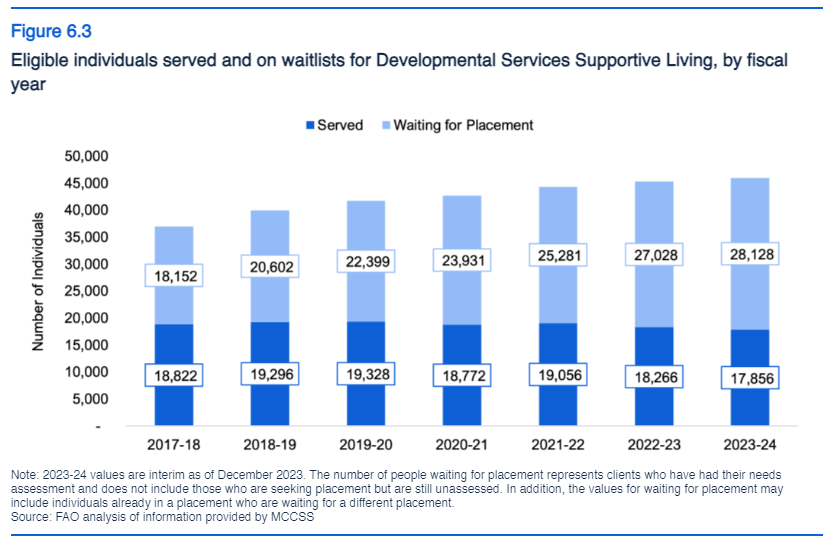 Figure 6.3
Eligible individuals served and on waitlists for Developmental Services Supportive Living, by fiscal
year
Served Waiting for Placement
50,000
45,000
40,000
35,000
30,000
25,000
20,000
15,000
10,000
5,000
-
Number of Individuals
18,152
20,602
22,399
23,931
25,281
27,028
28,128
18,822
19,296
19,328
18,772
19,056
18,266
17,856
2017-18 2018-19 2019-20 2020-21 2021-22 2022-23 2023-24
Note: 2023-24 values are interim as of December 2023. The number of people waiting for placement represents clients who have had their needs
assessment and does not include those who are seeking placement but are still unassessed. In addition, the values for waiting for placement may
include individuals already in a placement who are waiting for a different placement.
Source: FAO analysis of information provided by MCCSS